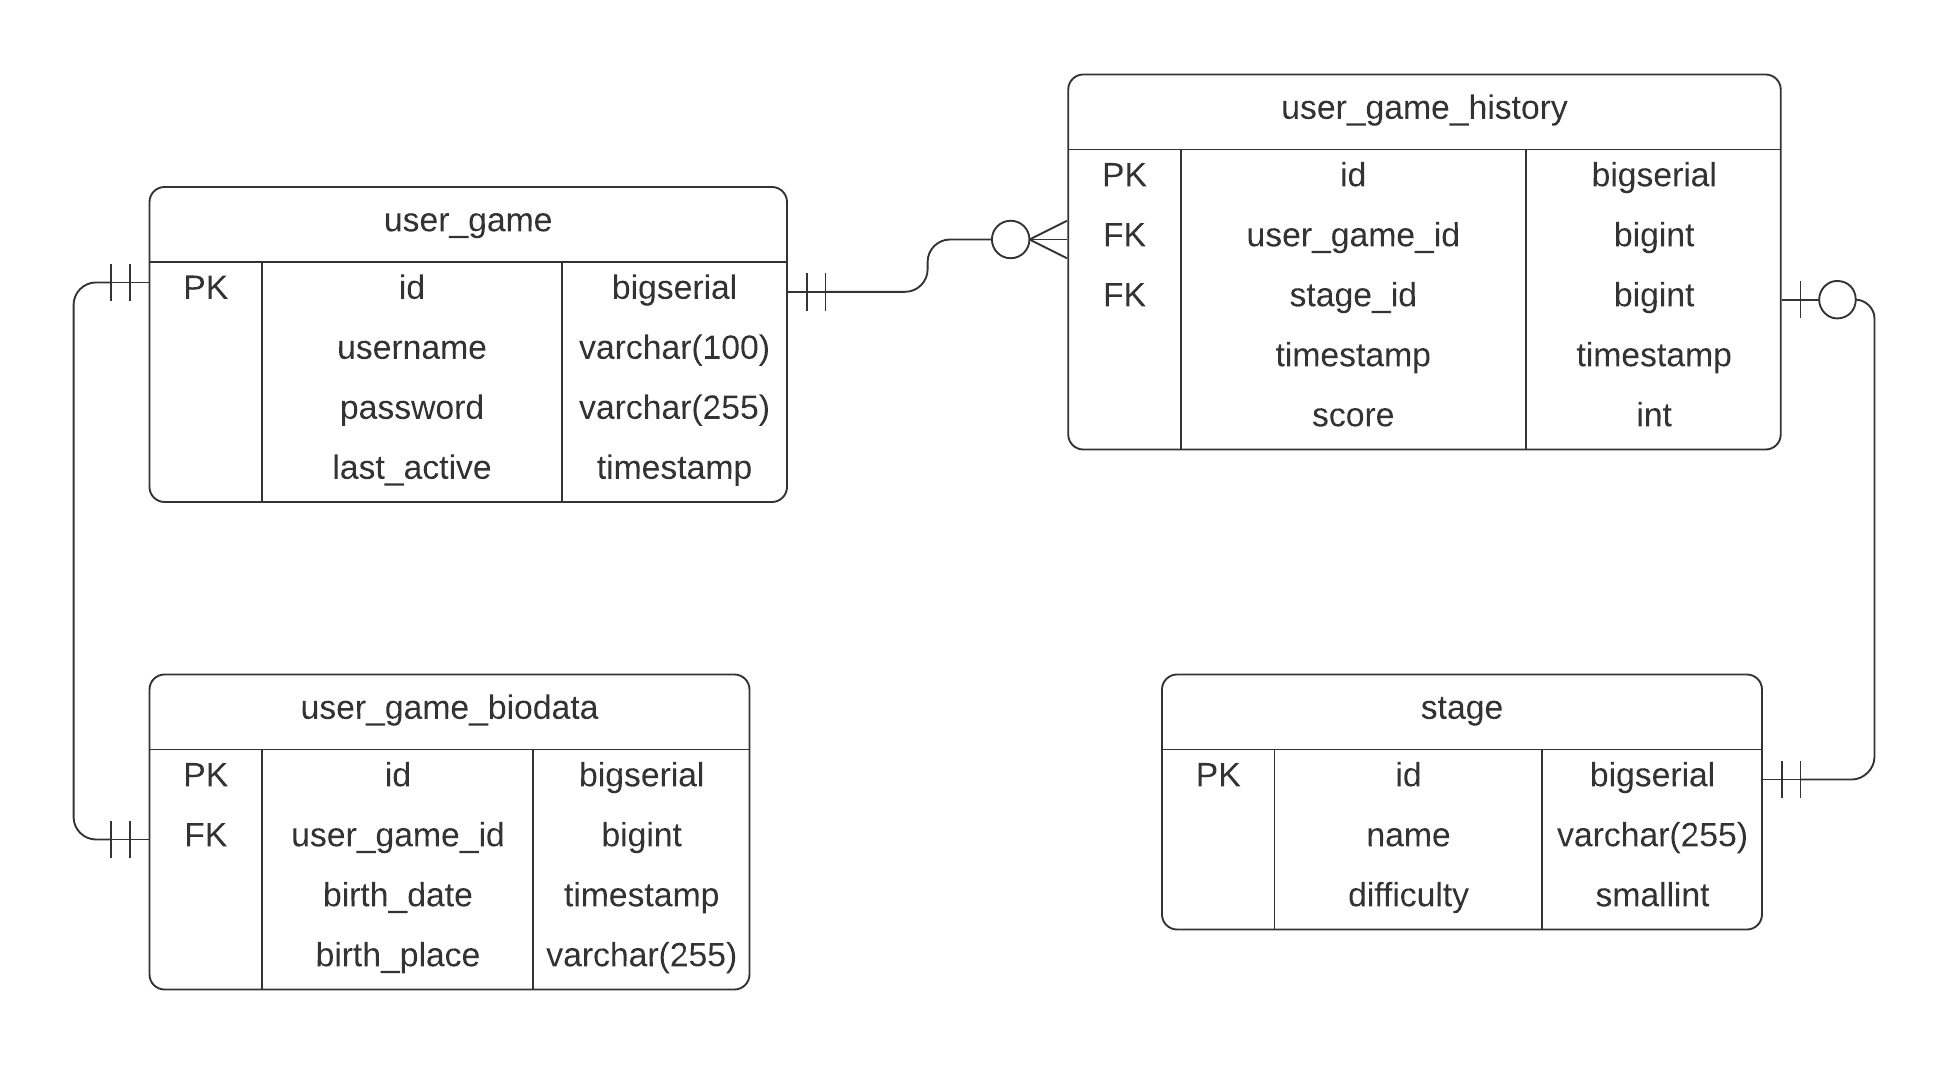 user_game
PK id bigserial
username varchar(100)
password varchar(255)
last_active timestamp
user_game_history
PK id bigserial
FK user_game_id bigint
FK stage_id bigint
timestamp timestamp
score int
user_game_biodata
PK id bigserial
FK user_game_id bigint
birth_date timestamp
birth_place varchar(255)
stage
PK id bigserial
name varchar(255)
difficulty smallint